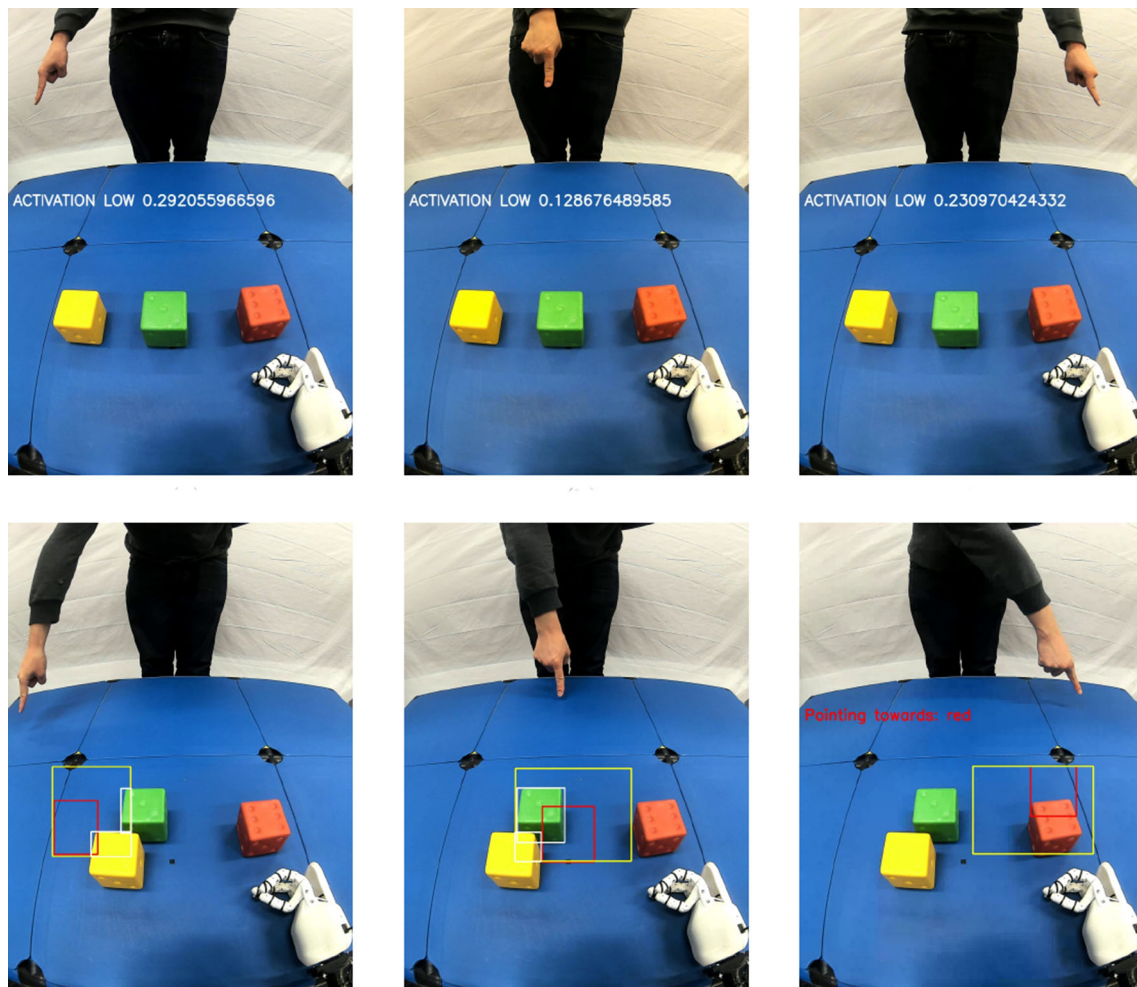 ACTIVATION LOW 0.292055966596
ACTIVATION LOW 0.128676489585
ACTIVATION LOW 0.230970424332
Pointing towards: red